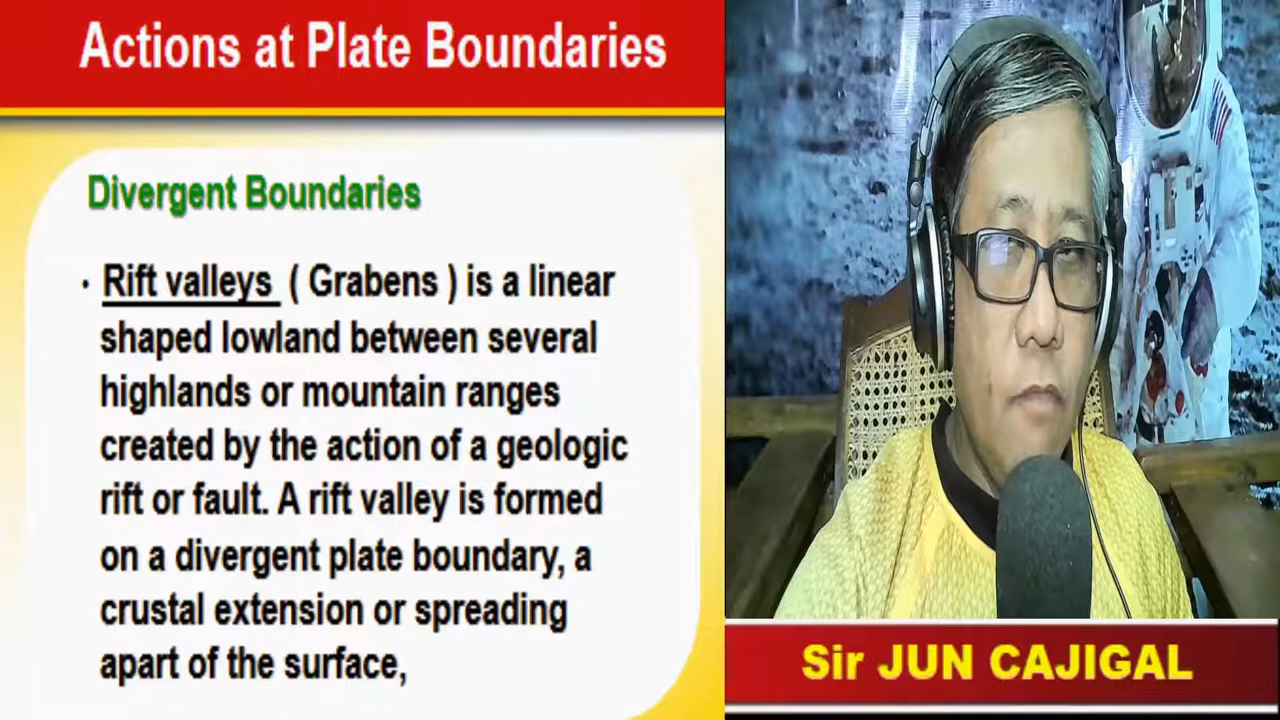 Actions at Plate Boundaries
Divergent Boundaries
· Rift valleys ( Grabens ) is a linear
shaped lowland between several
highlands or mountain ranges
created by the action of a geologic
rift or fault. A rift valley is formed
on a divergent plate boundary, a
crustal extension or spreading
apart of the surface,
Sir JUN CAJIGAL